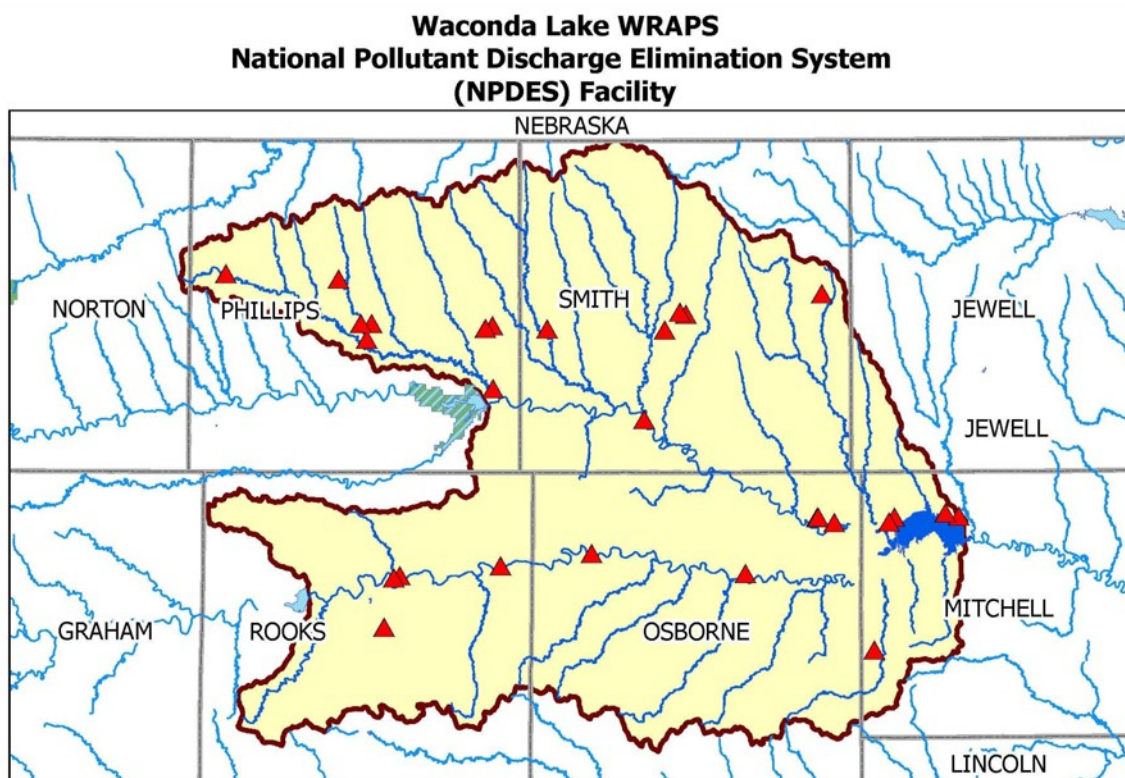 Waconda Lake WRAPS
National Pollutant Discharge Elimination System
(NPDES) Facility
NEBRASKA
NORTON
PHILLIPS
SMITH
JEWELL
JEWELL
GRAHAM
ROOKS
OSBORNE
MITCHELL
LINCOLN